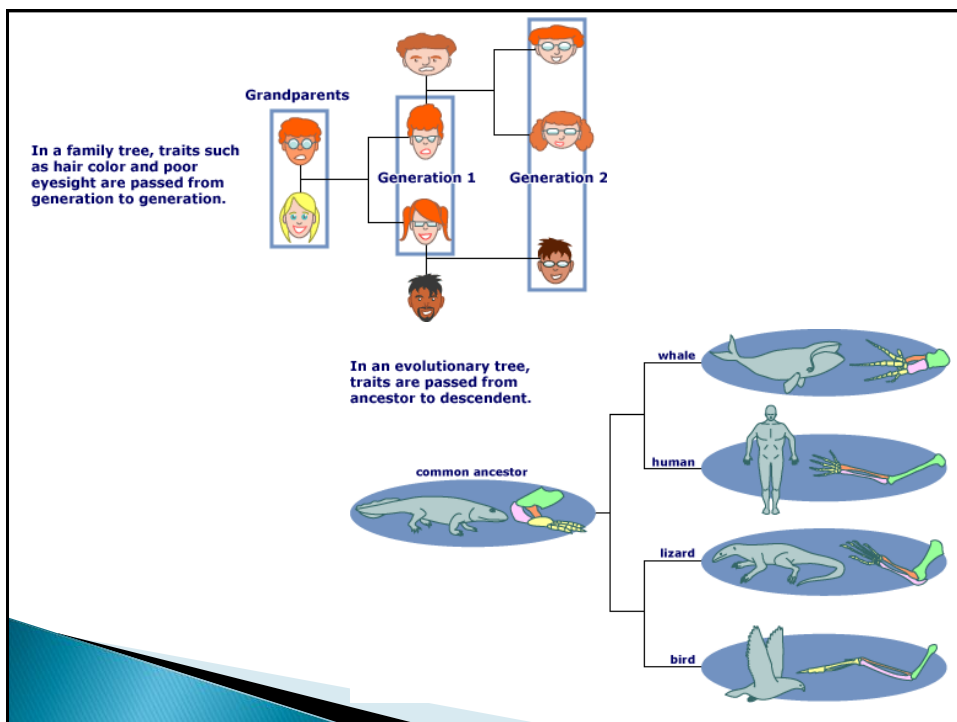 Grandparents
In a family tree, traits such
as hair color and poor
eyesight are passed from
generation to generation.
Generation 1
Generation 2
In an evolutionary tree,
traits are passed from
ancestor to descendent.
common ancestor
whale
human
lizard
bird